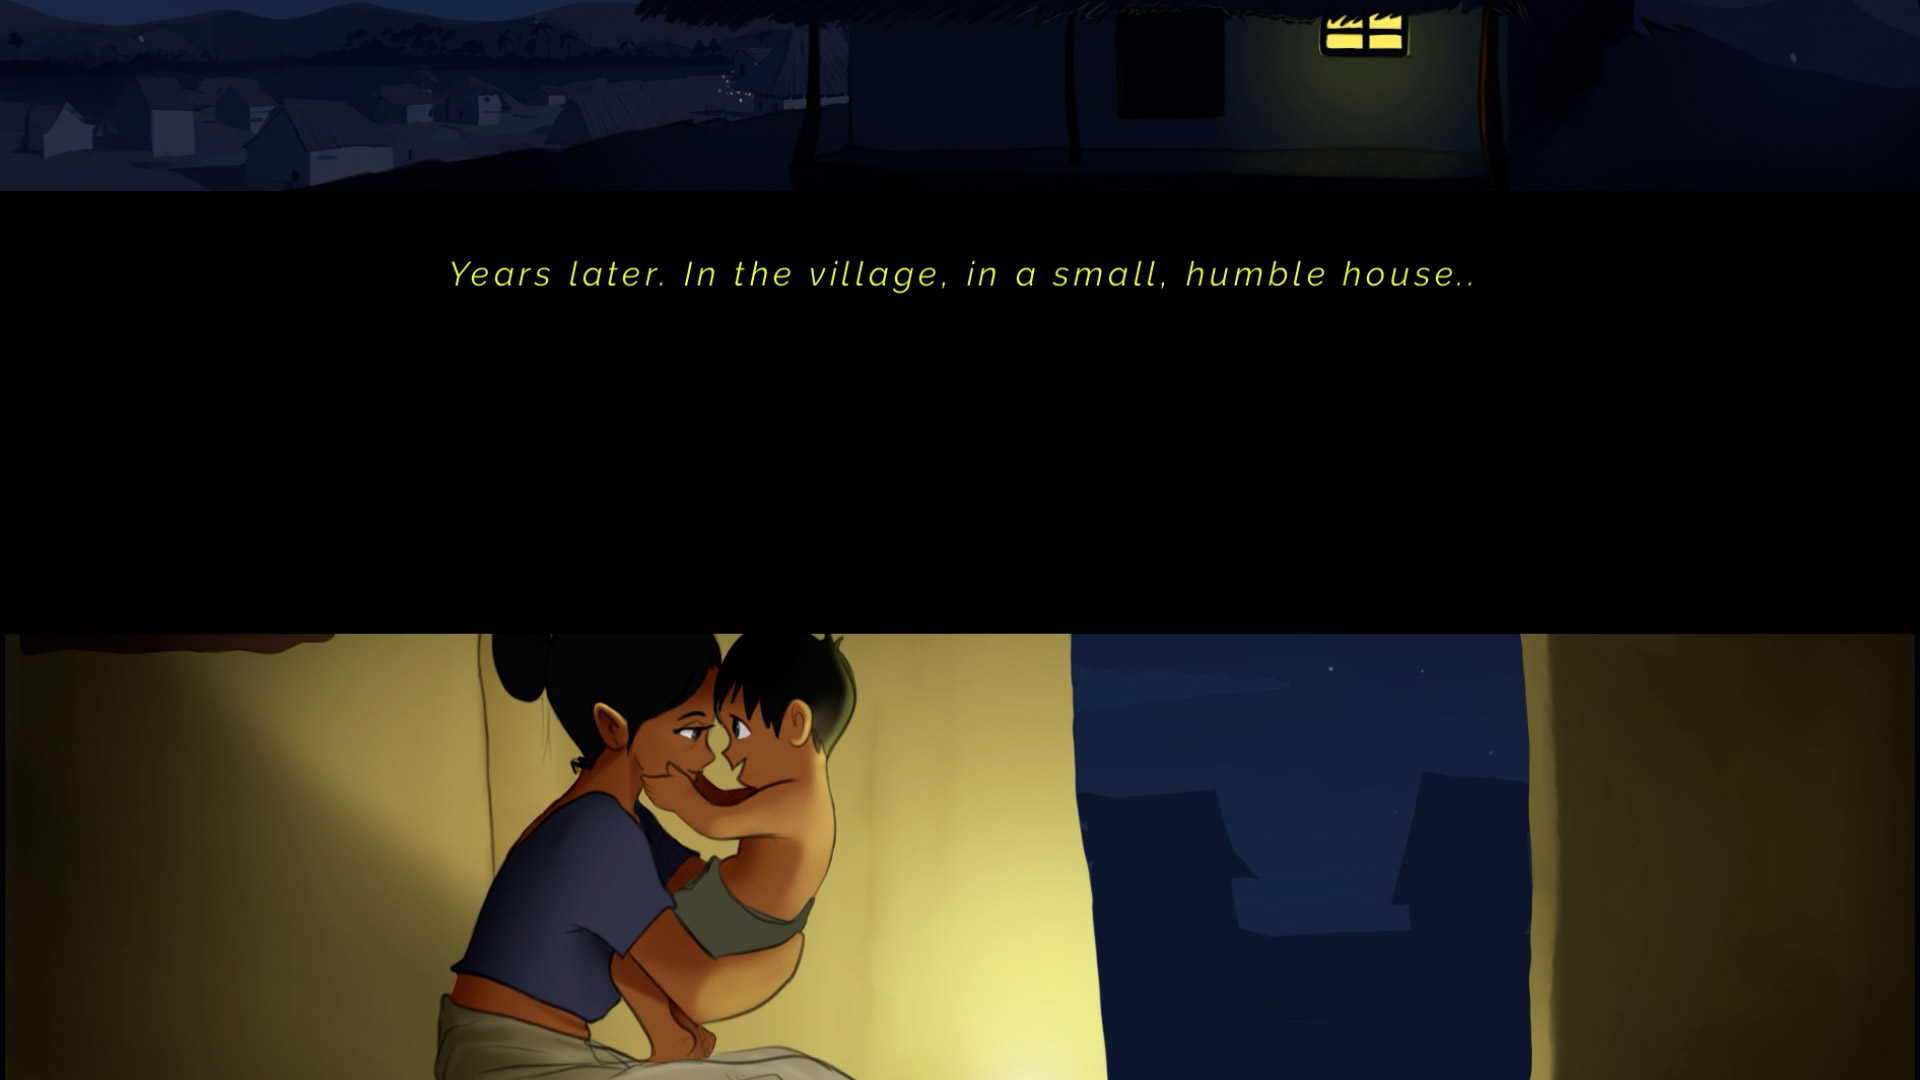 Years later. In the village, in a small, humble house..